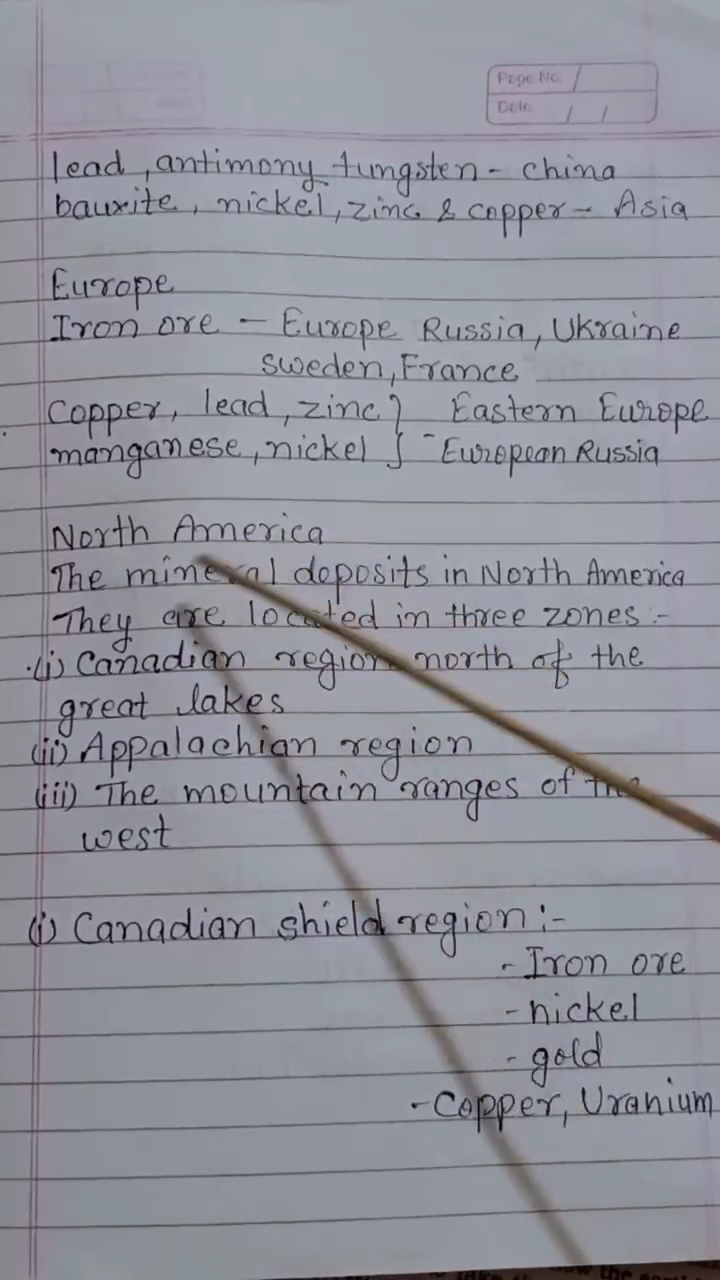 Page No. /
Date / /
lead, antimony tungsten - china
bauxite, nickel, zinc & copper - Asia
Europe
Iron ore - Europe Russia, Ukraine
Sweden, France
Copper, lead, zinc } Eastern Europe
manganese, nickel } - European Russia
North America
The mineral deposits in North America
They are located in three zones :-
(i) Canadian region north of the
great lakes
(ii) Appalachian region
(iii) The mountain ranges of the
west
(i) Canadian shield region :-
- Iron ore
- nickel
- gold
- Copper, Uranium